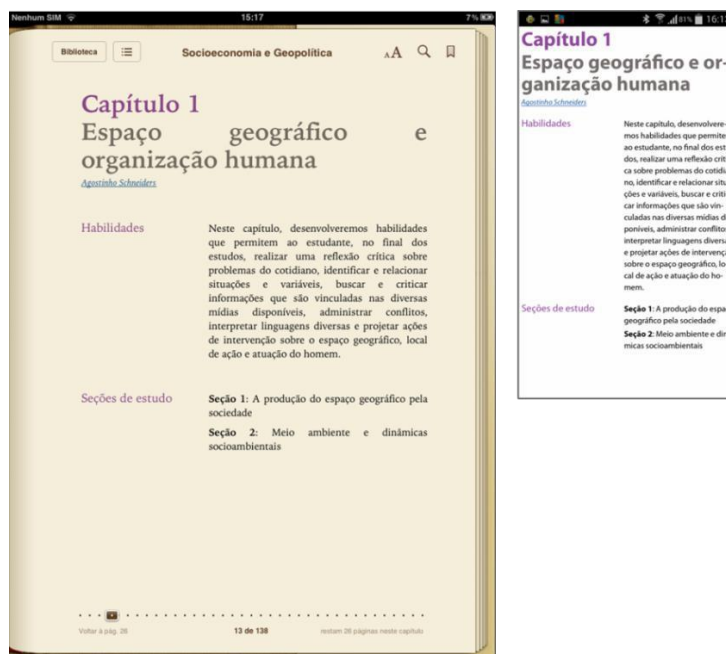 Nenhum SIM
15:17
7%
Biblioteca
Socioeconomia e Geopolítica
AA
Capítulo 1
Espaço geográfico e
organização humana
Agostinho Schneiders
Habilidades
Neste capítulo, desenvolveremos habilidades
que permitem ao estudante, no final dos
estudos, realizar uma reflexão crítica sobre
problemas do cotidiano, identificar e relacionar
situações e variáveis, buscar e criticar
informações que são vinculadas nas diversas
mídias disponíveis, administrar conflitos,
interpretar linguagens diversas e projetar ações
de intervenção sobre o espaço geográfico, local
de ação e atuação do homem.
Seções de estudo
Seção 1: A produção do espaço geográfico pela
sociedade
Seção 2: Meio ambiente e dinâmicas
socioambientais
Voltar à pág. 26
13 de 138
restam 26 páginas neste capítulo
81%
16:12
Capítulo 1
Espaço geográfico e or-
ganização humana
Agostinho Schneiders
Habilidades
Neste capítulo, desenvolvere-
mos habilidades que permite
ao estudante, no final dos est
dos, realizar uma reflexão crít
ca sobre problemas do cotidia
no, identificar e relacionar situ
ções e variáveis, buscar e criti
car informações que são vin-
culadas nas diversas mídias di
poníveis, administrar conflitos
interpretar linguagens diversa
e projetar ações de intervençã
sobre o espaço geográfico, lo
cal de ação e atuação do ho-
mem.
Seções de estudo
Seção 1: A produção do espa
geográfico pela sociedade
Seção 2: Meio ambiente e din
micas socioambientais